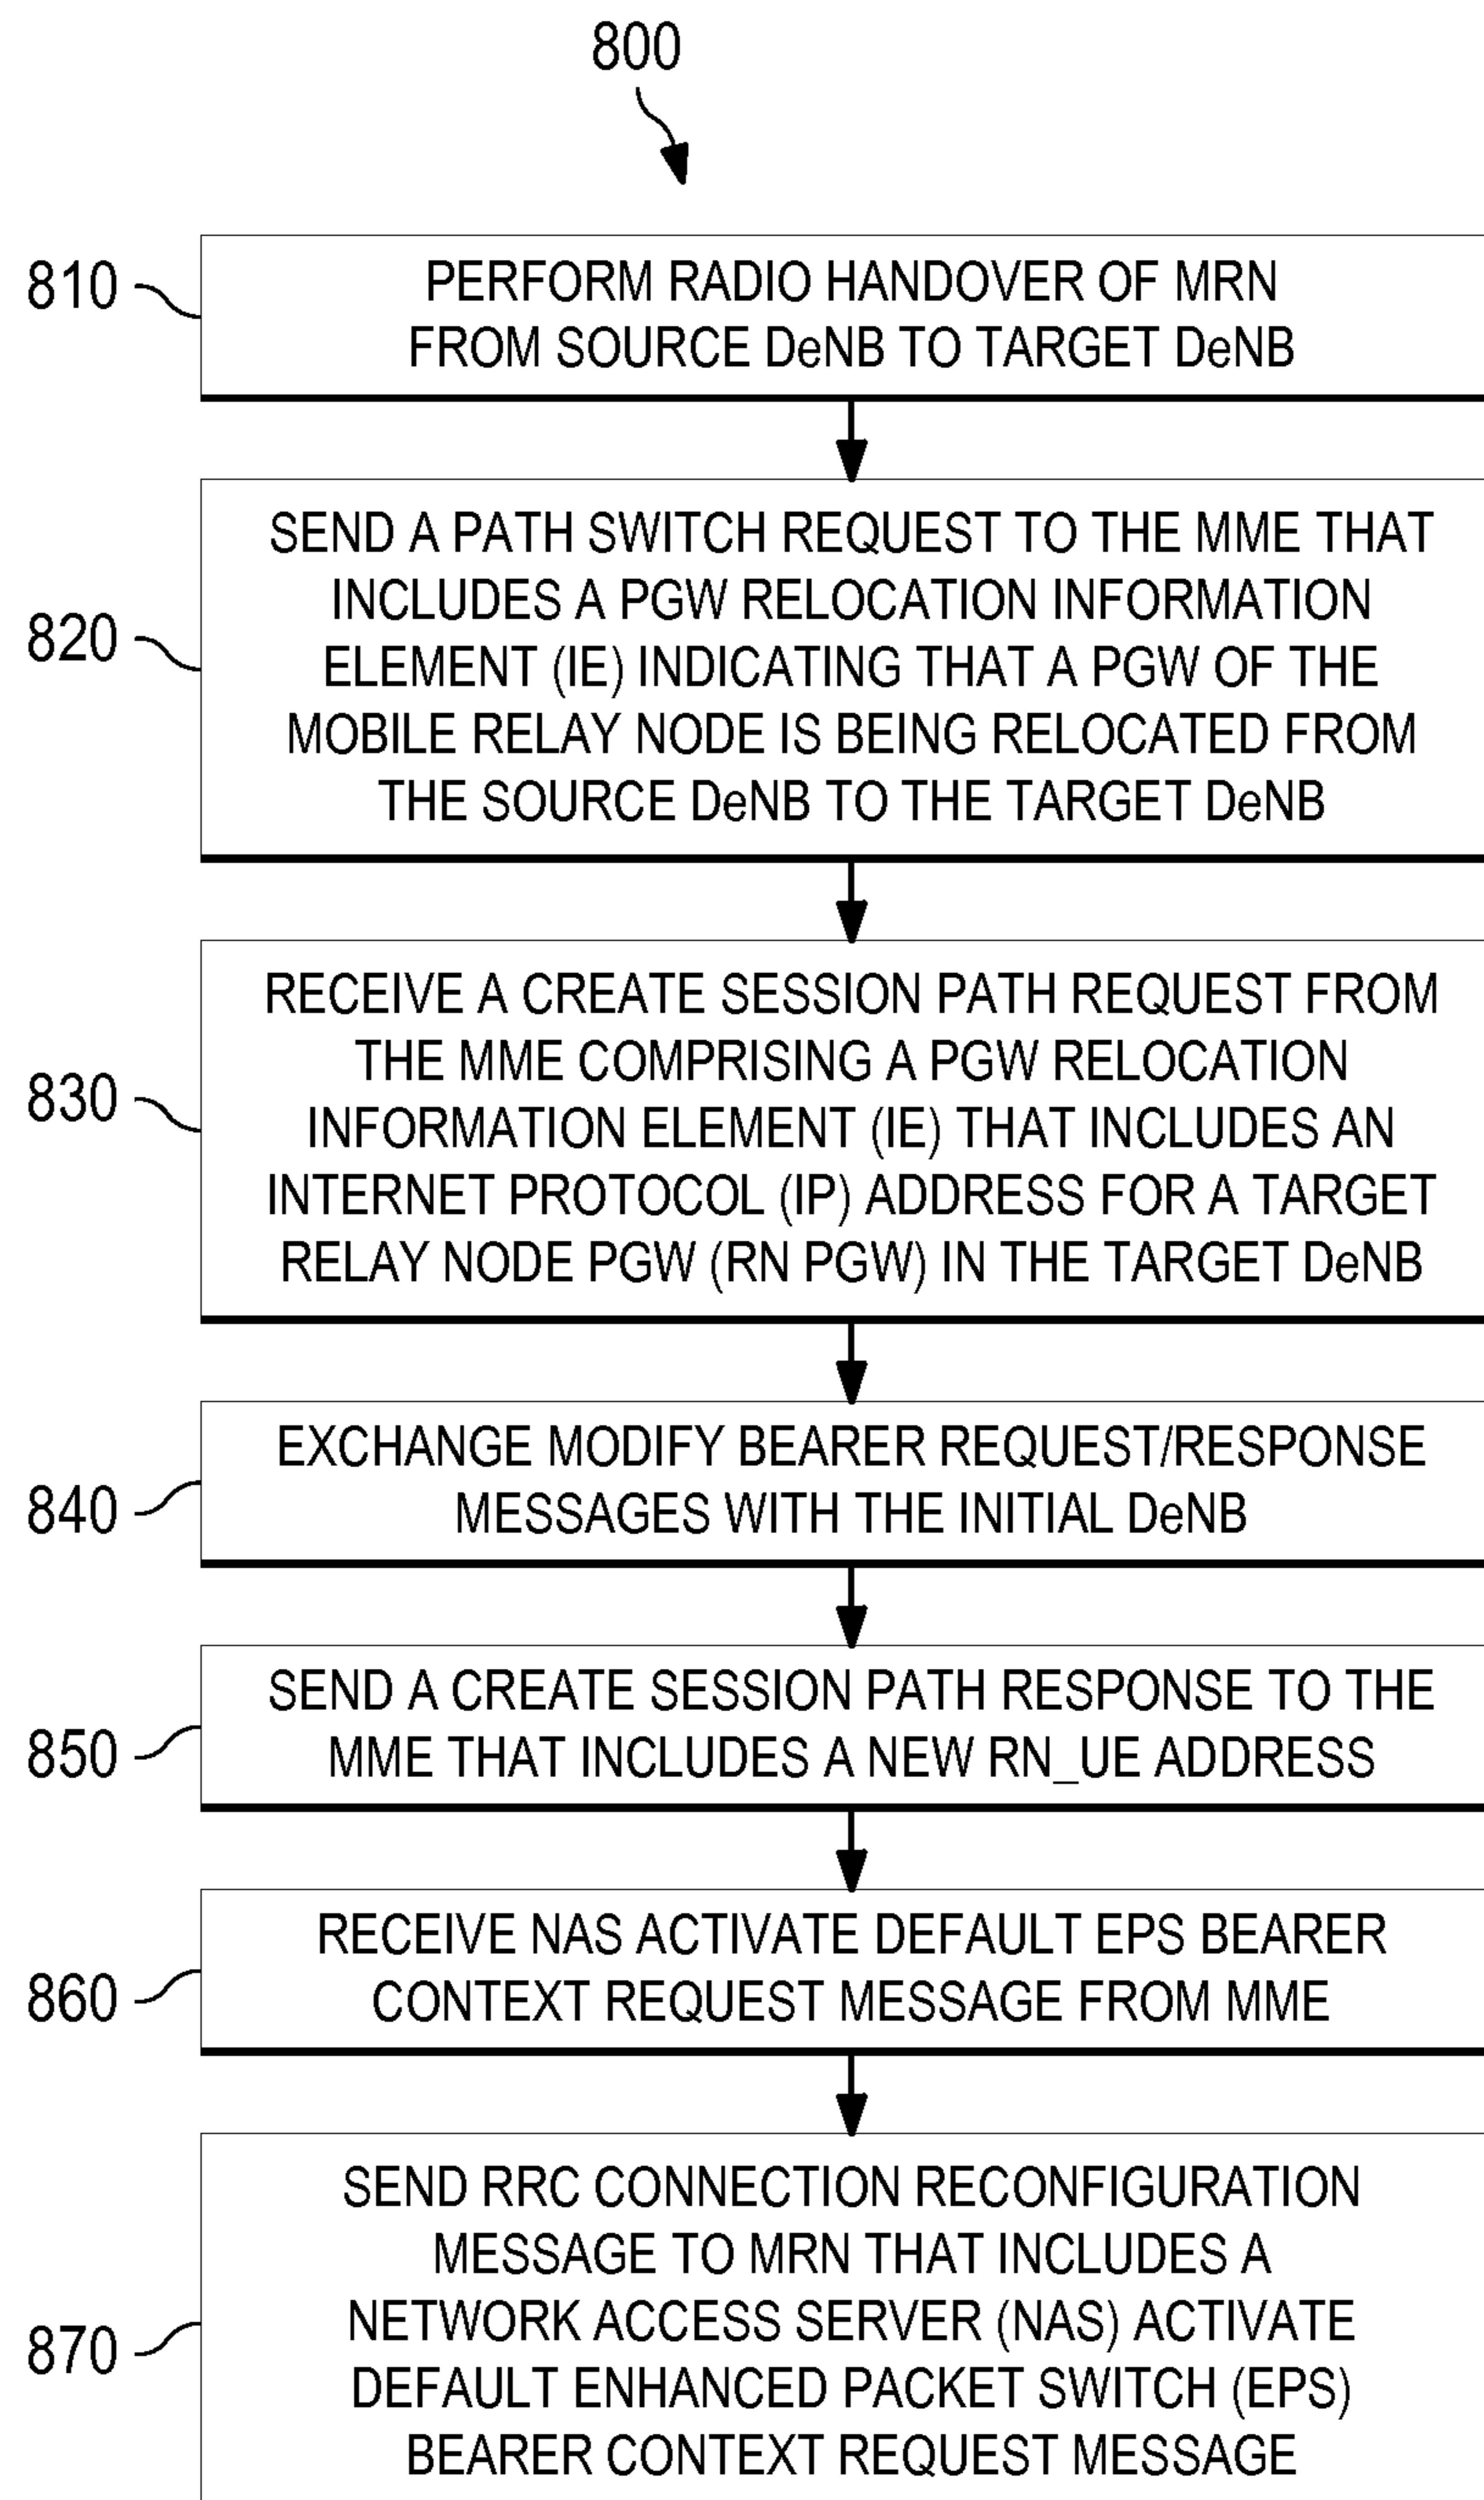 800
810
PERFORM RADIO HANDOVER OF MRN
FROM SOURCE DeNB TO TARGET DeNB
820
SEND A PATH SWITCH REQUEST TO THE MME THAT
INCLUDES A PGW RELOCATION INFORMATION
ELEMENT (IE) INDICATING THAT A PGW OF THE
MOBILE RELAY NODE IS BEING RELOCATED FROM
THE SOURCE DeNB TO THE TARGET DeNB
830
RECEIVE A CREATE SESSION PATH REQUEST FROM
THE MME COMPRISING A PGW RELOCATION
INFORMATION ELEMENT (IE) THAT INCLUDES AN
INTERNET PROTOCOL (IP) ADDRESS FOR A TARGET
RELAY NODE PGW (RN PGW) IN THE TARGET DeNB
840
EXCHANGE MODIFY BEARER REQUEST/RESPONSE
MESSAGES WITH THE INITIAL DeNB
850
SEND A CREATE SESSION PATH RESPONSE TO THE
MME THAT INCLUDES A NEW RN_UE ADDRESS
860
RECEIVE NAS ACTIVATE DEFAULT EPS BEARER
CONTEXT REQUEST MESSAGE FROM MME
870
SEND RRC CONNECTION RECONFIGURATION
MESSAGE TO MRN THAT INCLUDES A
NETWORK ACCESS SERVER (NAS) ACTIVATE
DEFAULT ENHANCED PACKET SWITCH (EPS)
BEARER CONTEXT REQUEST MESSAGE